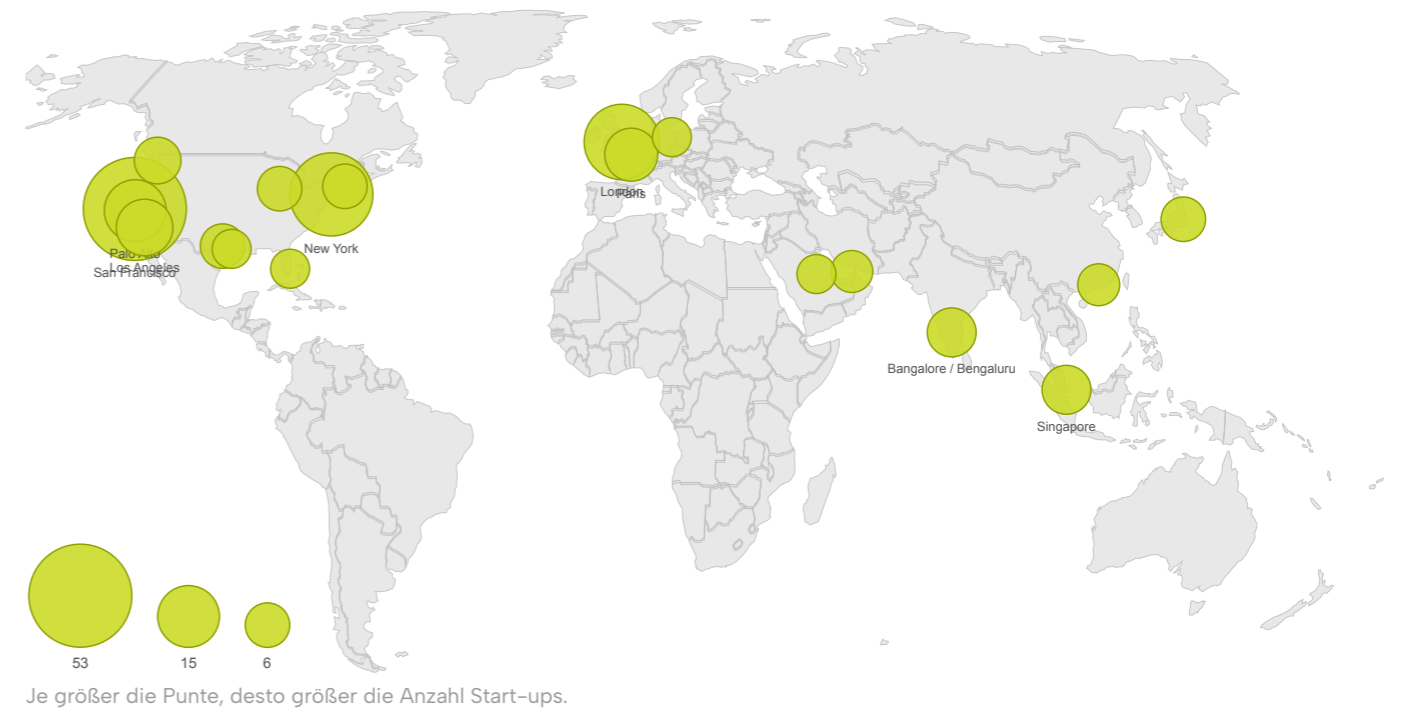 London
Paris
New York
Palo Alto
Los Angeles
San Francisco
Bangalore / Bengaluru
Singapore
53
15
6
Je größer die Punte, desto größer die Anzahl Start-ups.